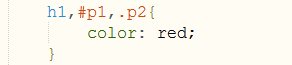 h1,#p1,.p2{
    color: red;
}